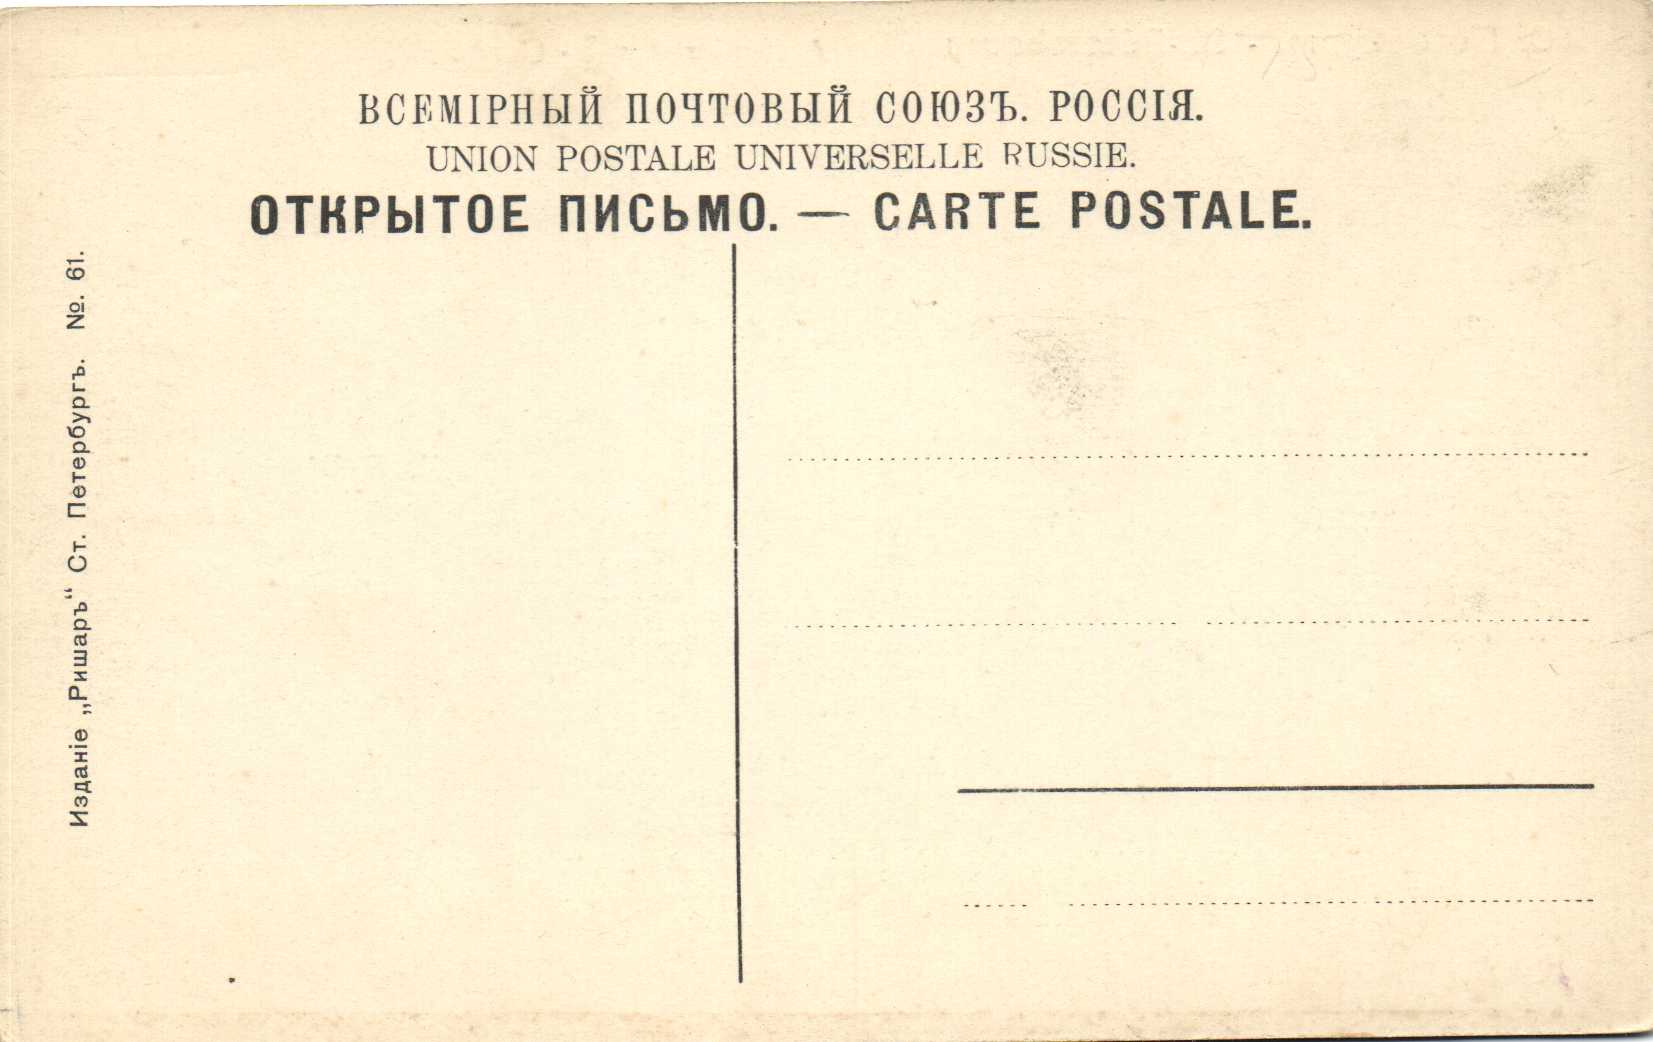 ВСЕМІРНЫЙ ПОЧТОВЫЙ СОЮЗЪ. РОССІЯ.
UNION POSTALE UNIVERSELLE RUSSIE.
ОТКРЫТОЕ ПИСЬМО. — CARTE POSTALE.
Изданіе „Ришаръ“ Ст. Петербургъ. №. 61.